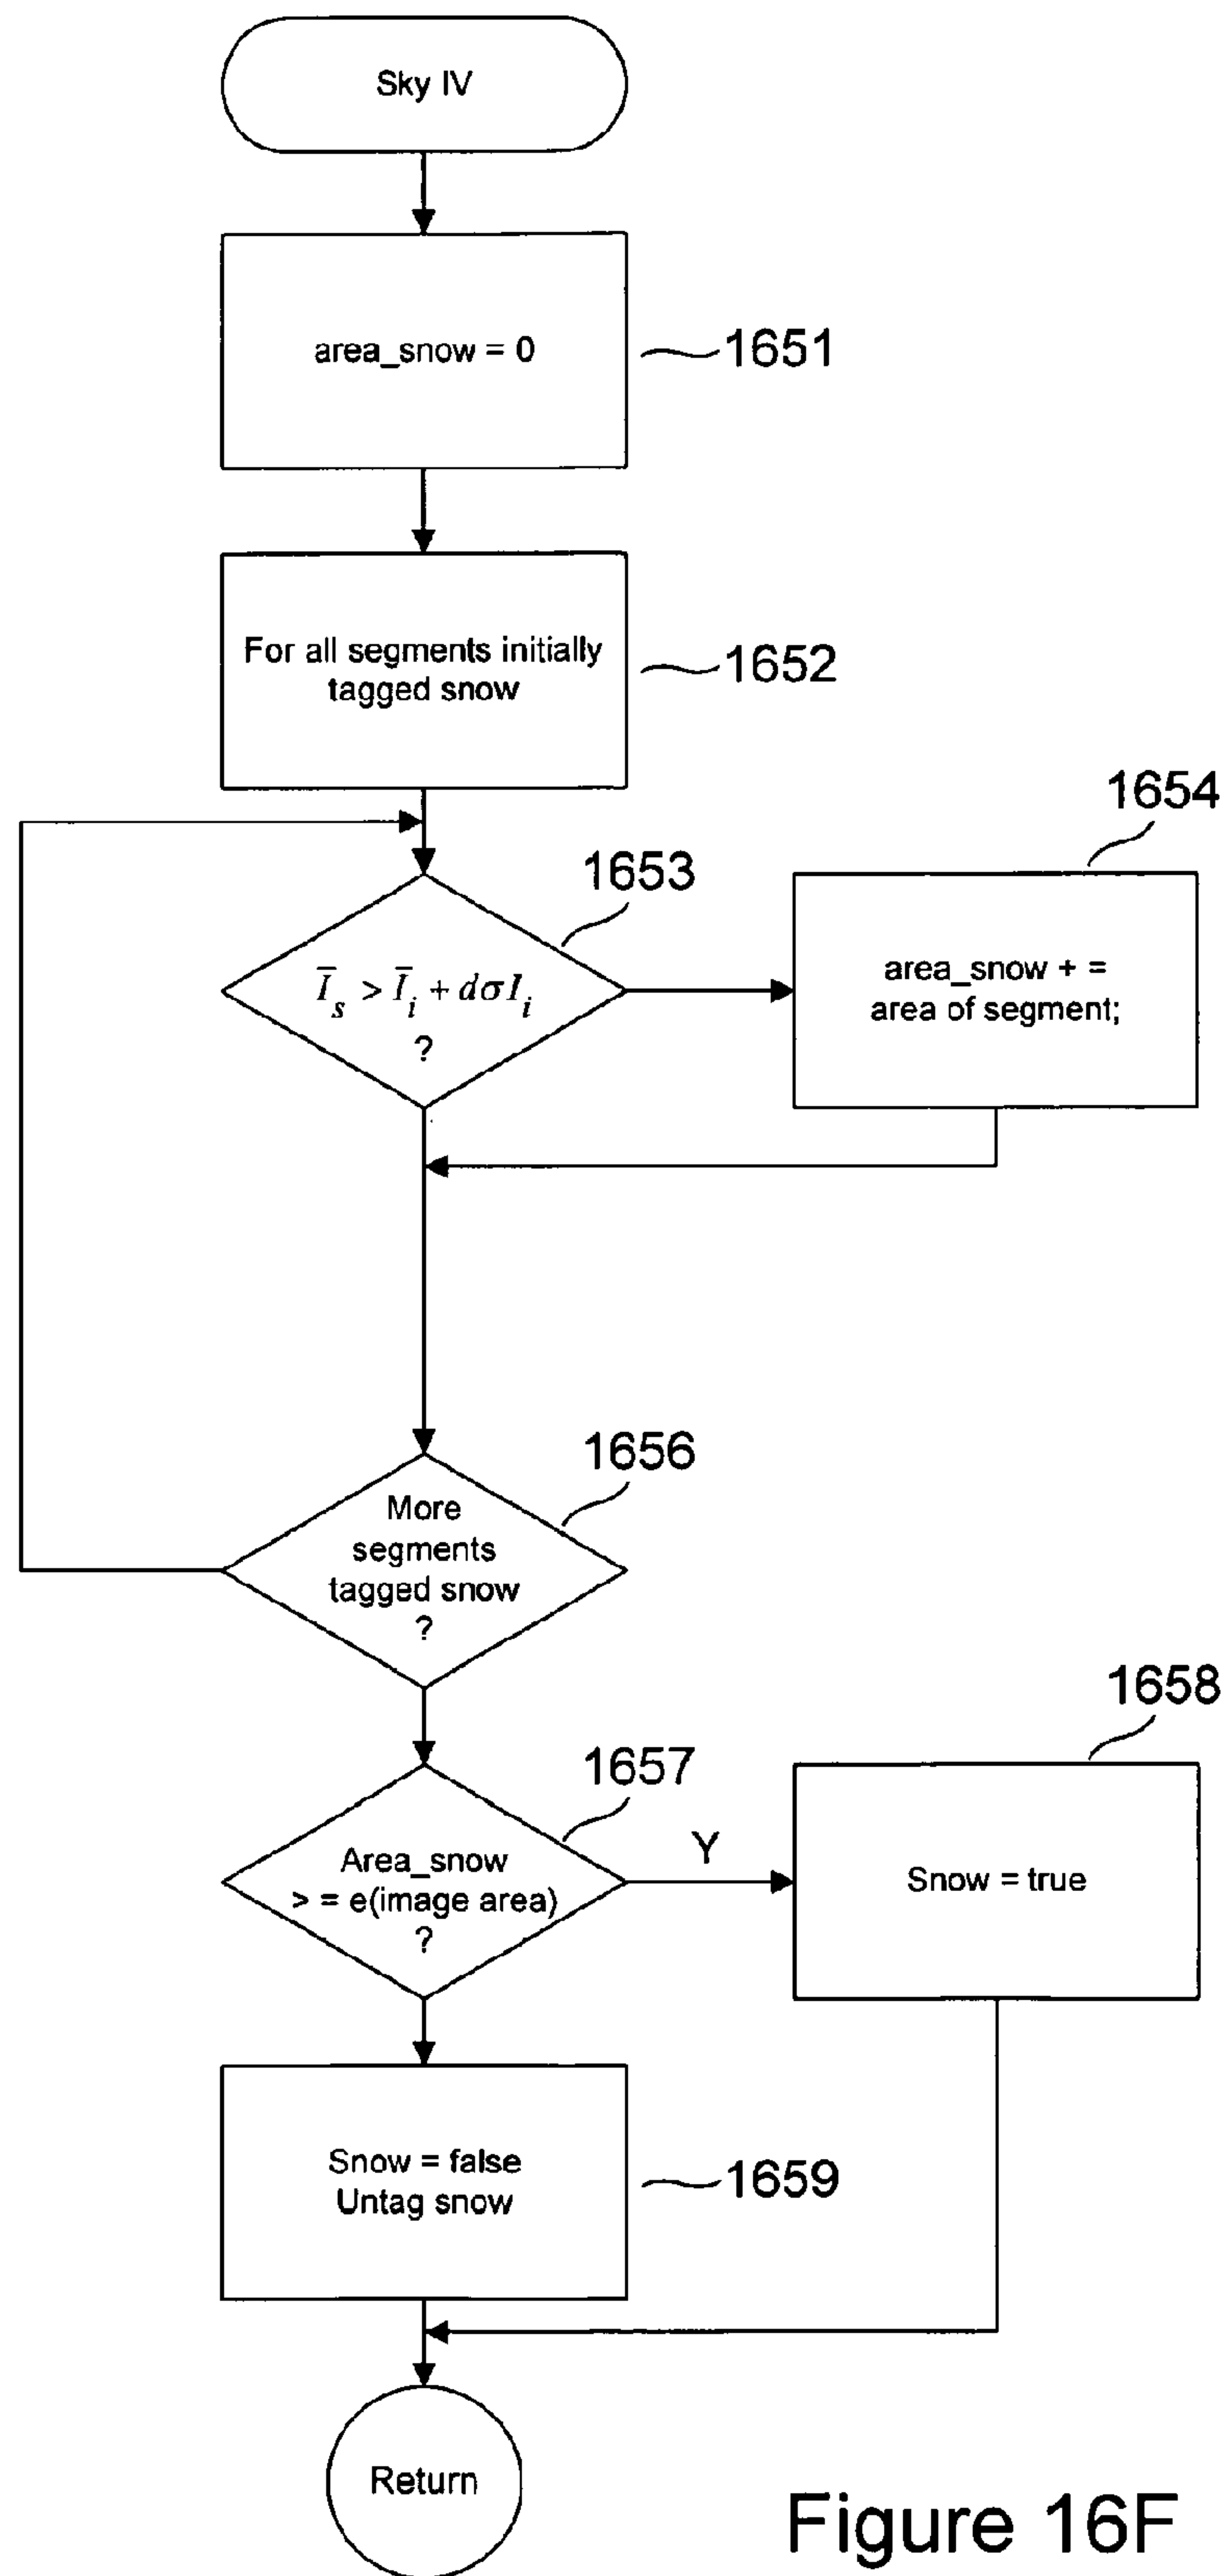 Sky IV
area_snow = 0
1651
For all segments initially
tagged snow
1652
1653
Ī_s > Ī_i + dσI_i
?
1654
area_snow + =
area of segment;
1656
More
segments
tagged snow
?
1657
Area_snow
> = e(image area)
?
Y
1658
Snow = true
Snow = false
Untag snow
1659
Return
Figure 16F